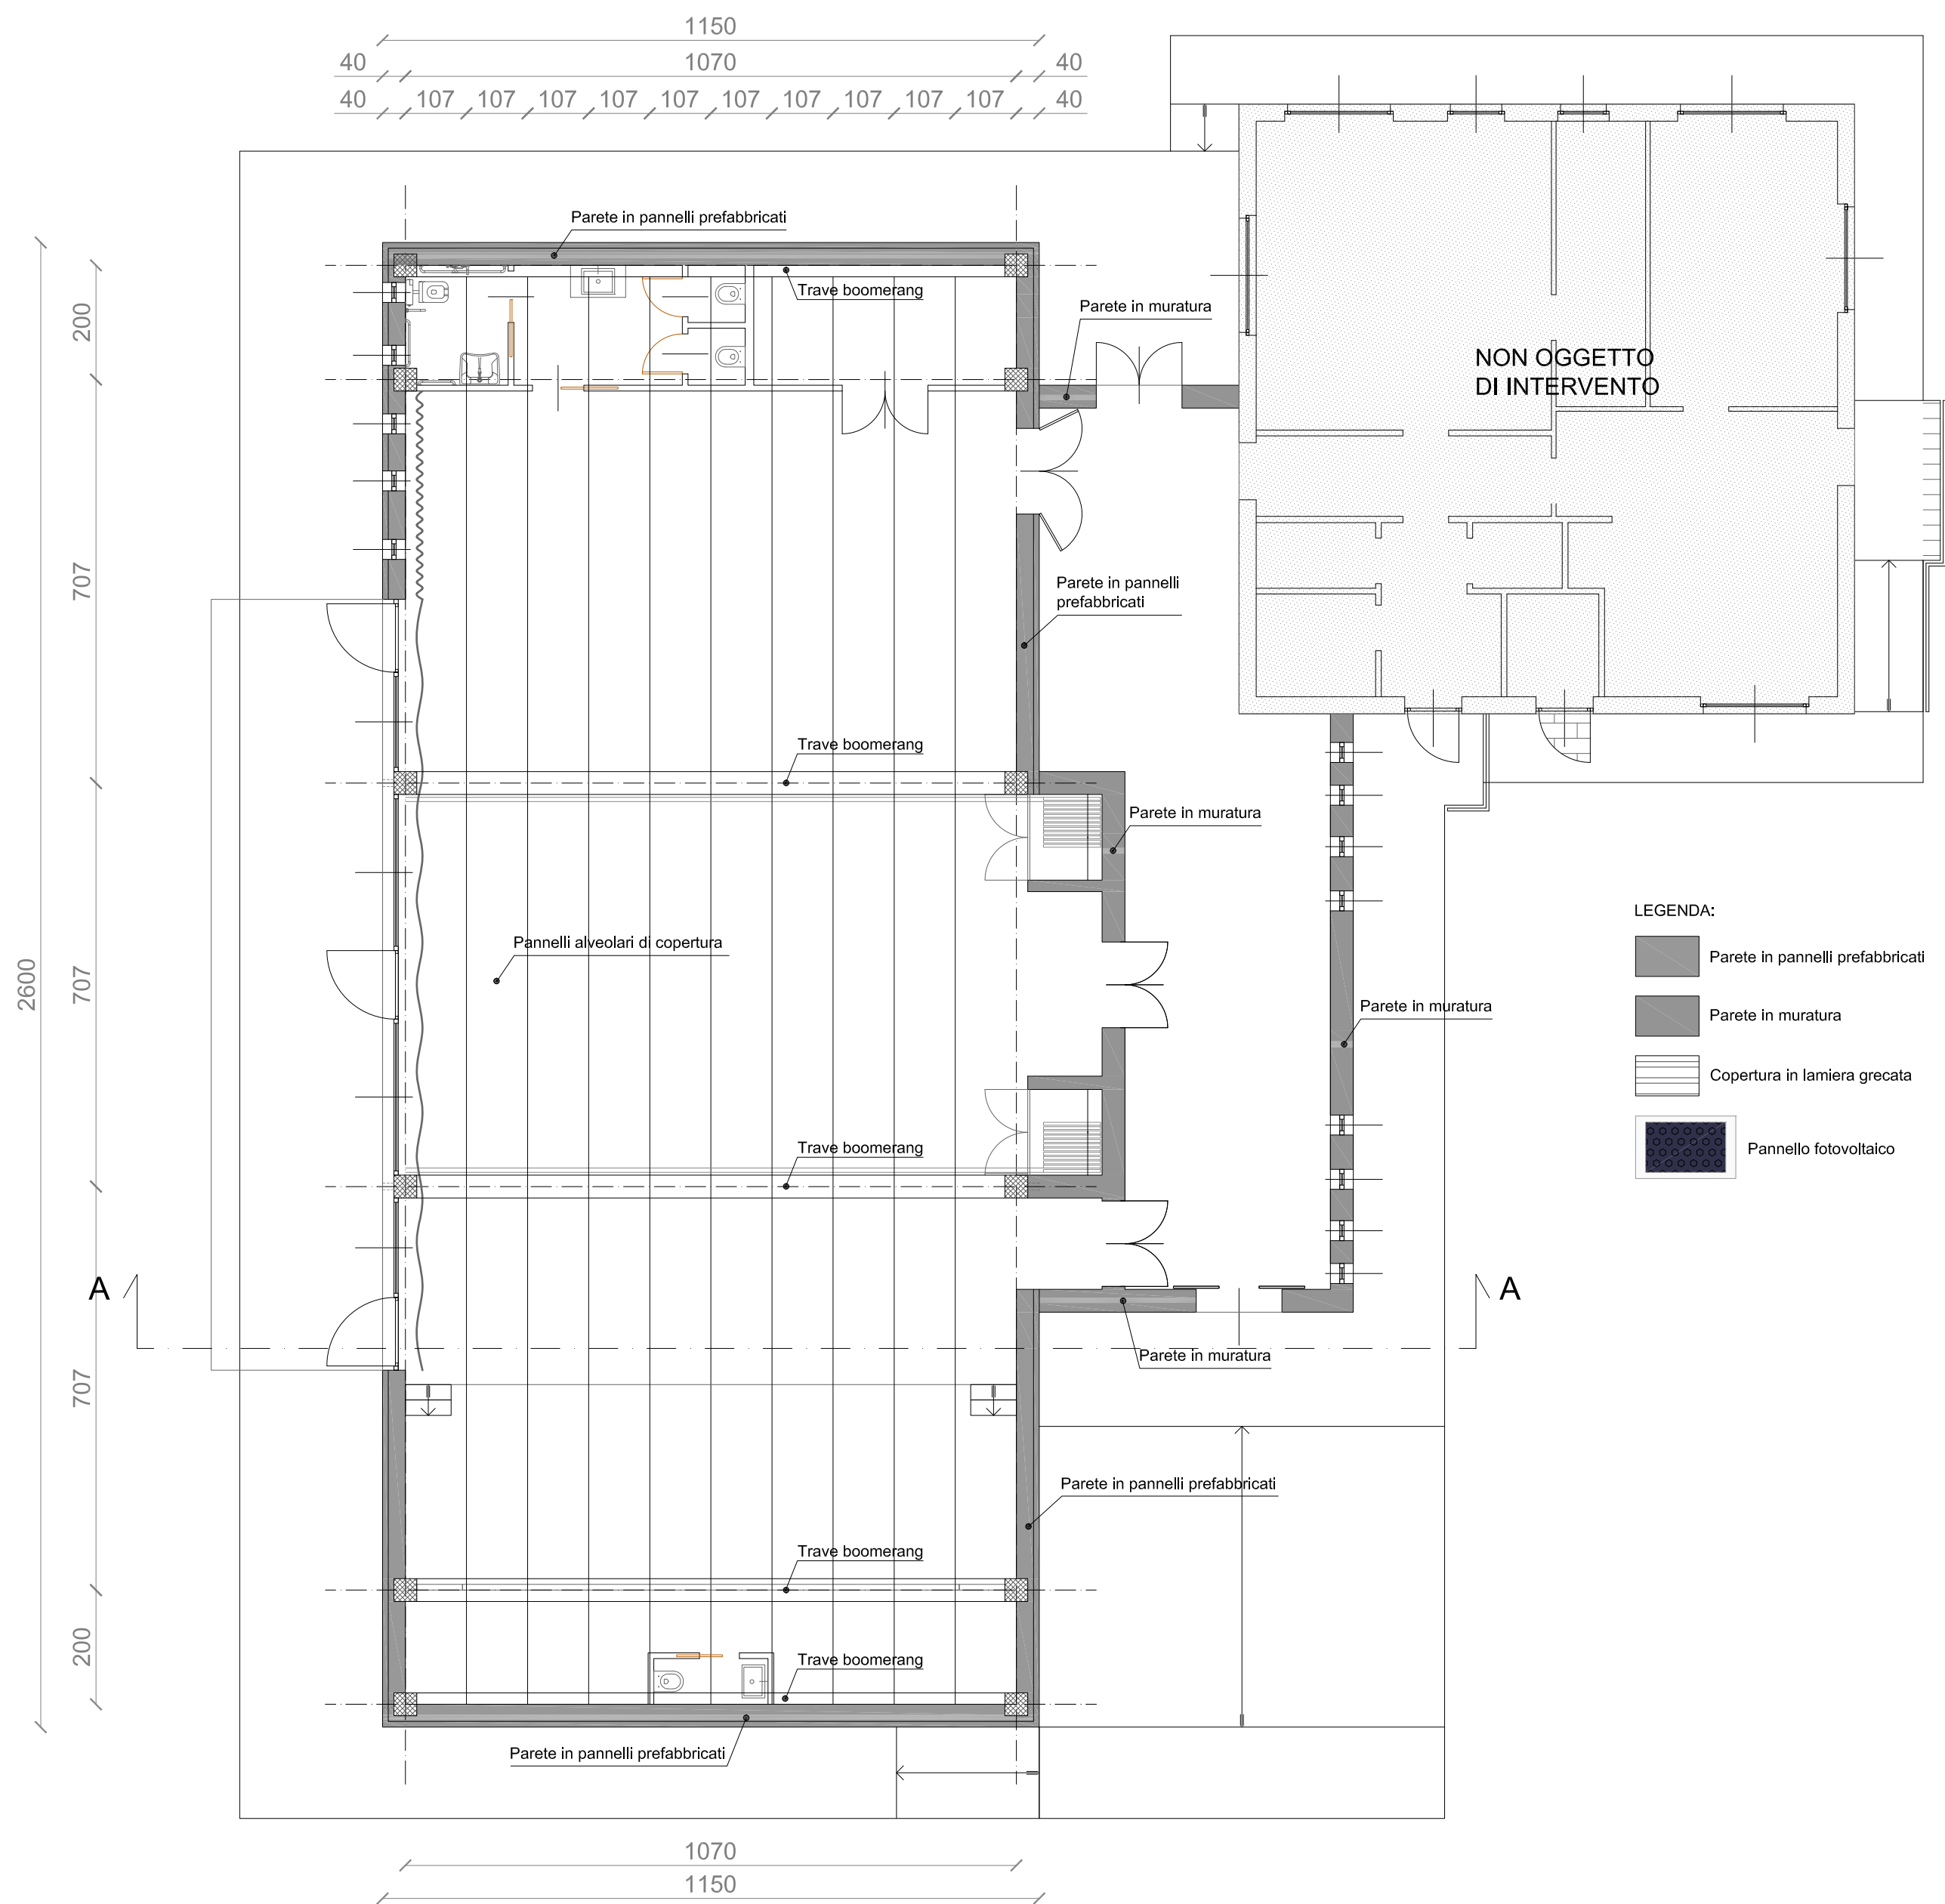 1150
40 1070 40
40 107 107 107 107 107 107 107 107 107 107 40
Parete in pannelli prefabbricati
Trave boomerang
Parete in muratura
200
NON OGGETTO
DI INTERVENTO
707
Parete in pannelli
prefabbricati
Trave boomerang
Parete in muratura
LEGENDA:
Parete in pannelli prefabbricati
Parete in muratura
Copertura in lamiera grecata
Pannello fotovoltaico
Pannelli alveolari di copertura
2600
707
Parete in muratura
Trave boomerang
A
A
Parete in muratura
707
Parete in pannelli prefabbricati
Trave boomerang
200
Trave boomerang
Parete in pannelli prefabbricati
1070
1150